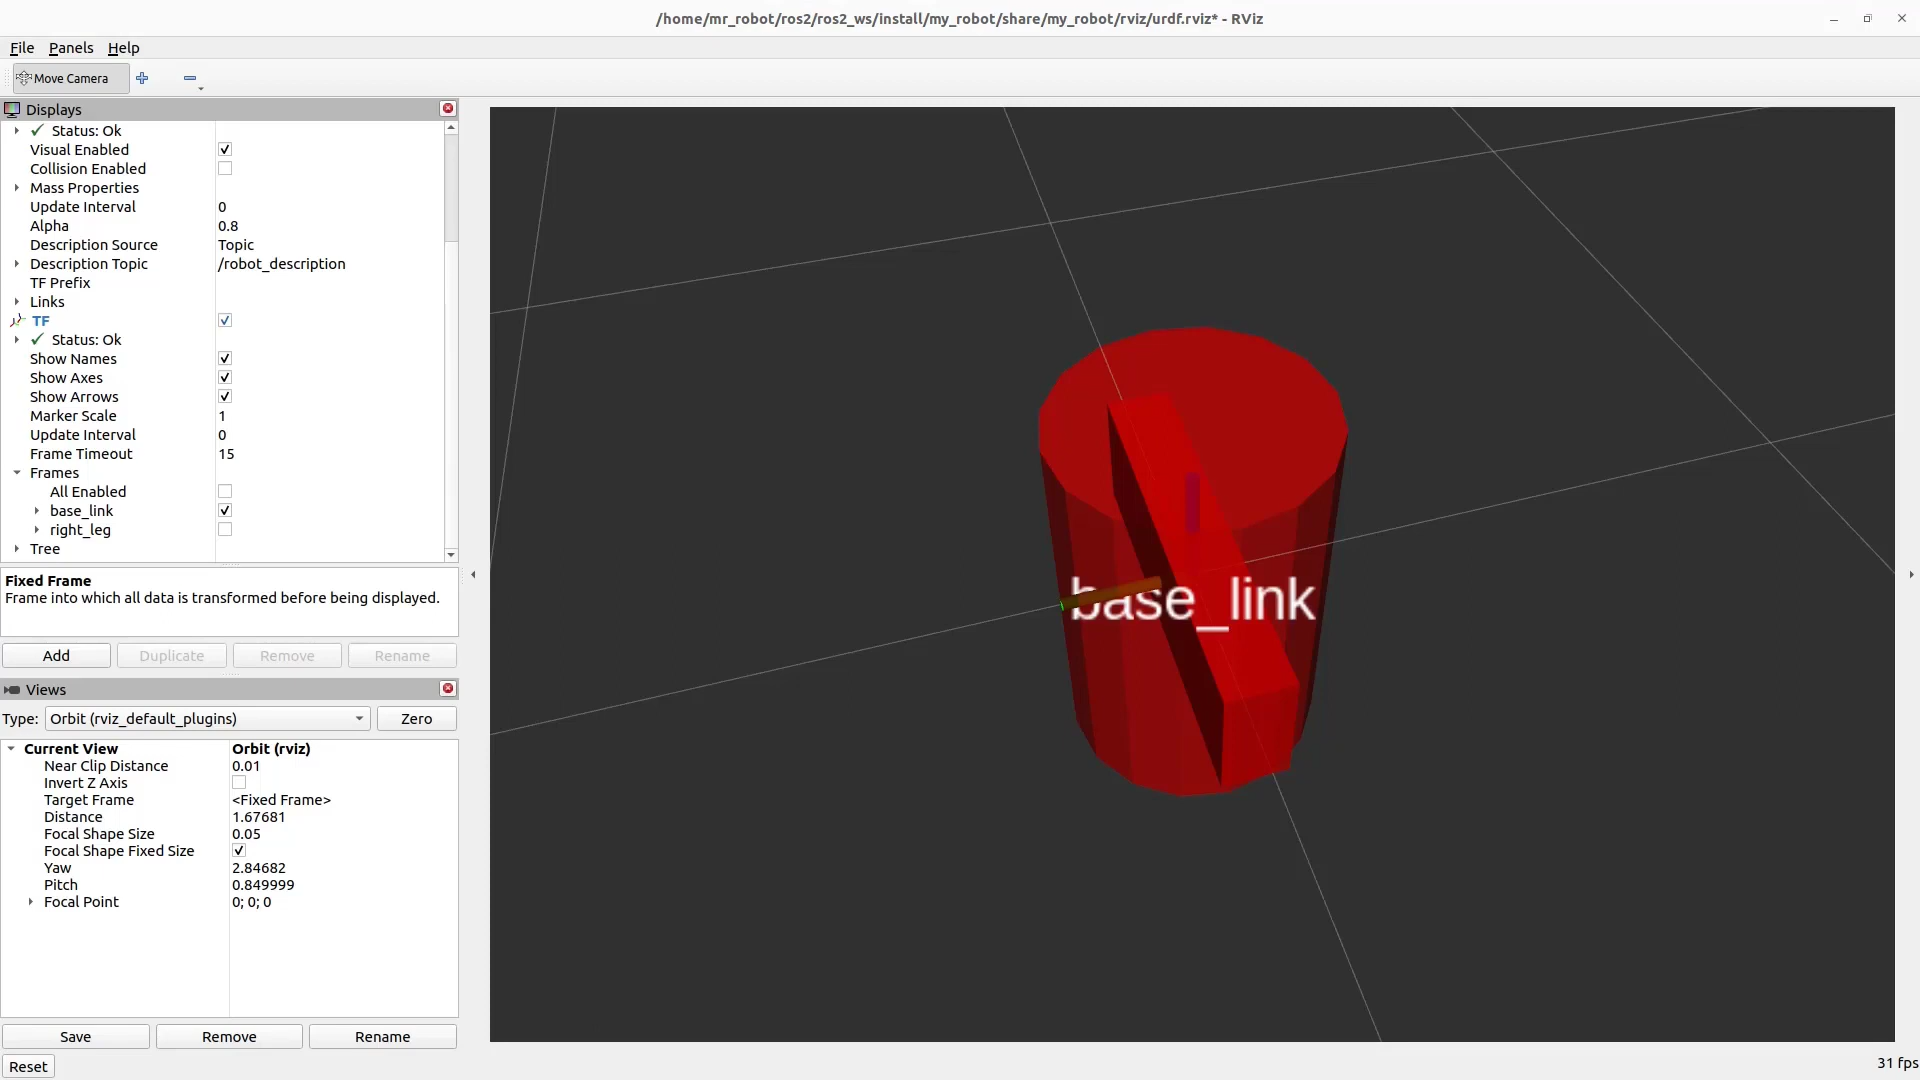 /home/mr_robot/ros2/ros2_ws/install/my_robot/share/my_robot/rviz/urdf.rviz* - RViz
File Panels Help
Move Camera
Displays
Status: Ok
Visual Enabled
Collision Enabled
Mass Properties
Update Interval 0
Alpha 0.8
Description Source Topic
Description Topic /robot_description
TF Prefix
Links
TF
Status: Ok
Show Names
Show Axes
Show Arrows
Marker Scale 1
Update Interval 0
Frame Timeout 15
Frames
All Enabled
base_link
right_leg
Tree
Fixed Frame
Frame into which all data is transformed before being displayed.
Add Duplicate Remove Rename
Views
Type: Orbit (rviz_default_plugins) Zero
Current View Orbit (rviz)
Near Clip Distance 0.01
Invert Z Axis
Target Frame <Fixed Frame>
Distance 1.67681
Focal Shape Size 0.05
Focal Shape Fixed Size
Yaw 2.84682
Pitch 0.849999
Focal Point 0; 0; 0
Save Remove Rename
Reset
base_link
31 fps